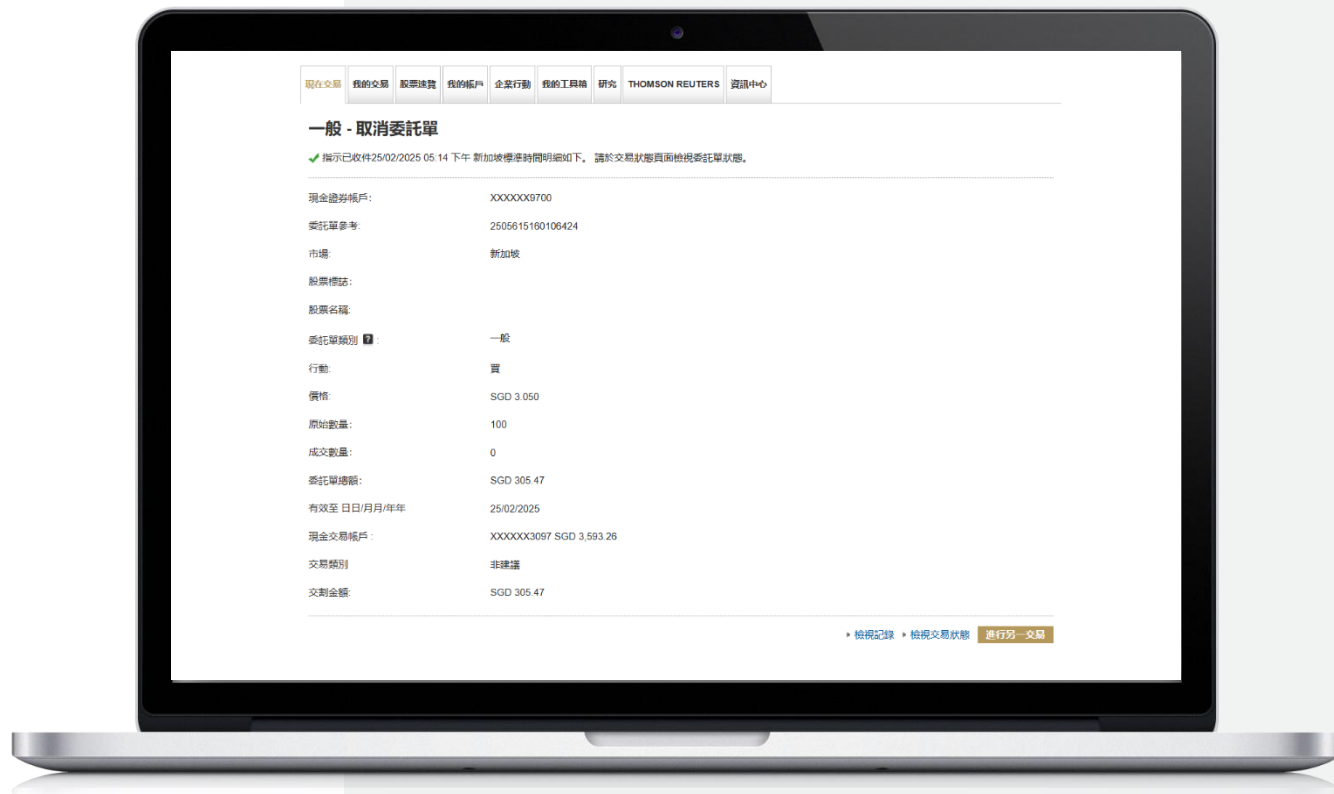 現在交易 我的交易 股票速覽 我的帳戶 企業行動 我的工具箱 研究 THOMSON REUTERS 資訊中心
一般 - 取消委託單
指示已收件25/02/2025 05:14 下午 新加坡標準時間明細如下。 請於交易狀態頁面檢視委託單狀態。
現金證券帳戶: XXXXXX9700
委託單參考: 2505615160106424
市場: 新加坡
股票標誌:
股票名稱:
委託單類別 ? : 一般
行動: 買
價格: SGD 3.050
原始數量: 100
成交數量: 0
委託單總額: SGD 305.47
有效至 日日/月月/年年 25/02/2025
現金交易帳戶 : XXXXXX3097 SGD 3,593.26
交易類別 非建議
交割金額: SGD 305.47
檢視記錄 檢視交易狀態 進行另一交易